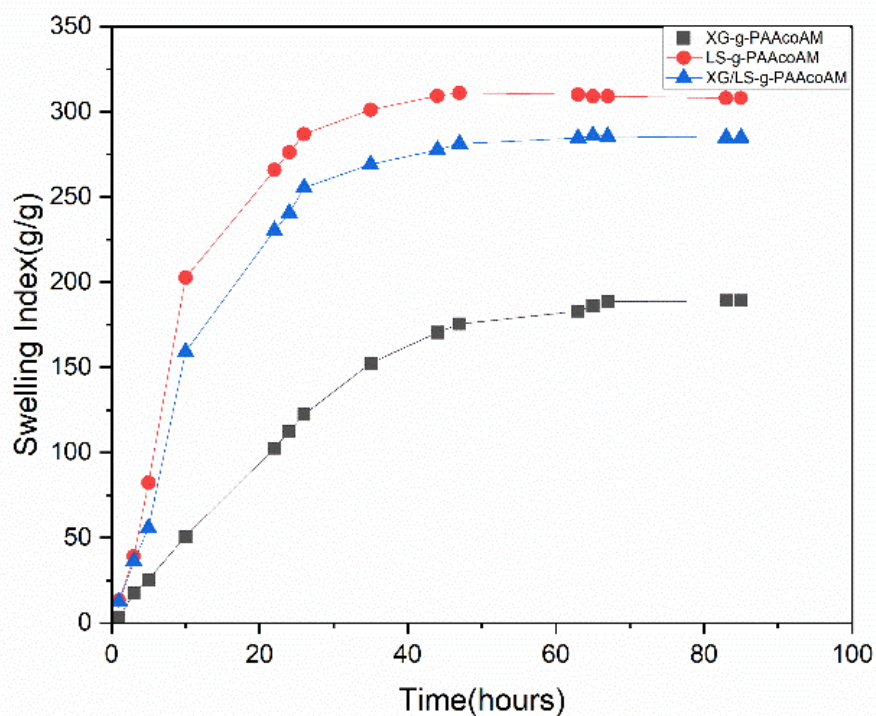 XG-g-PAAcoAM
LS-g-PAAcoAM
XG/LS-g-PAAcoAM
350
300
250
200
150
100
50
0
Swelling Index(g/g)
0 20 40 60 80 100
Time(hours)